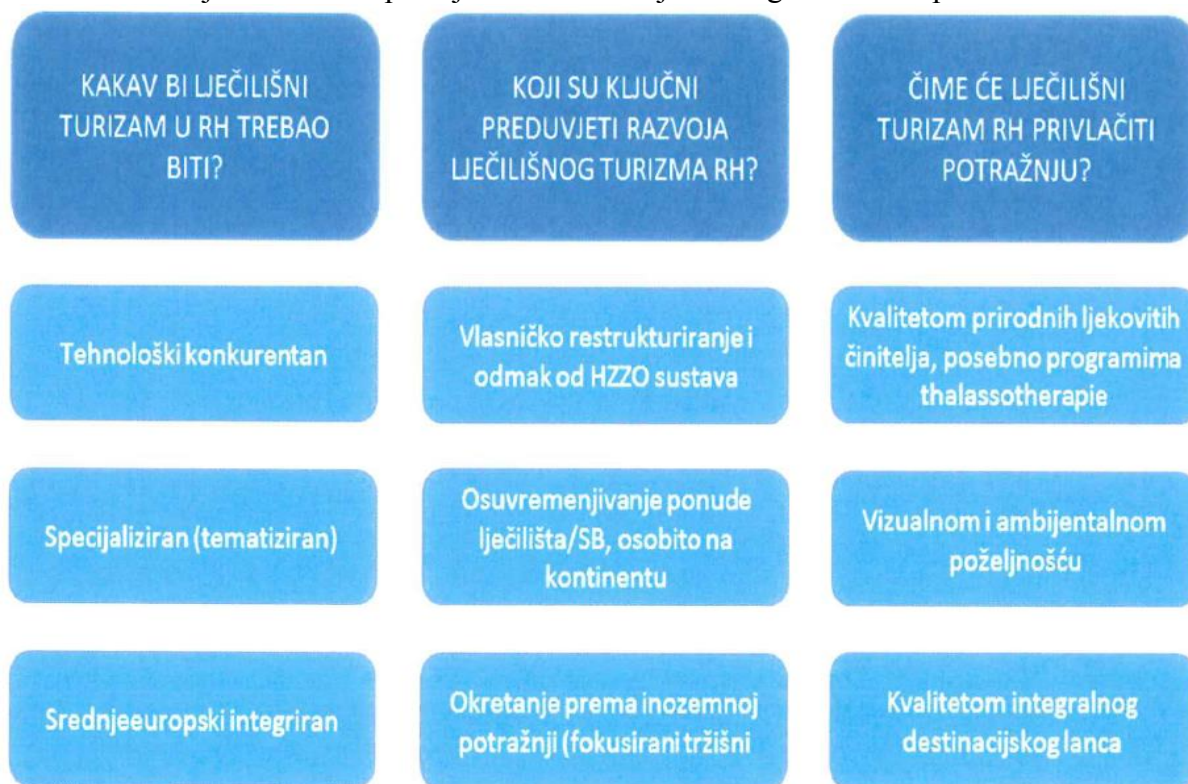 KAKAV BI LJEČILIŠNI
TURIZAM U RH TREBAO
BITI?
Tehnološki konkurentan
Specijaliziran (tematiziran)
Srednjeeuropski integriran
KOJI SU KLJUČNI
PREDUVJETI RAZVOJA
LJEČILIŠNOG TURIZMA RH?
Vlasničko restrukturiranje i
odmak od HZZO sustava
Osuvremenjivanje ponude
lječilišta/SB, osobito na
kontinentu
Okretanje prema inozemnoj
potražnji (fokusirani tržišni
ČIME ĆE LJEČILIŠNI
TURIZAM RH PRIVLAČITI
POTRAŽNJU?
Kvalitetom prirodnih ljekovitih
činitelja, posebno programima
thalassotherapie
Vizualnom i ambijentalnom
poželjnošću
Kvalitetom integralnog
destinacijskog lanca